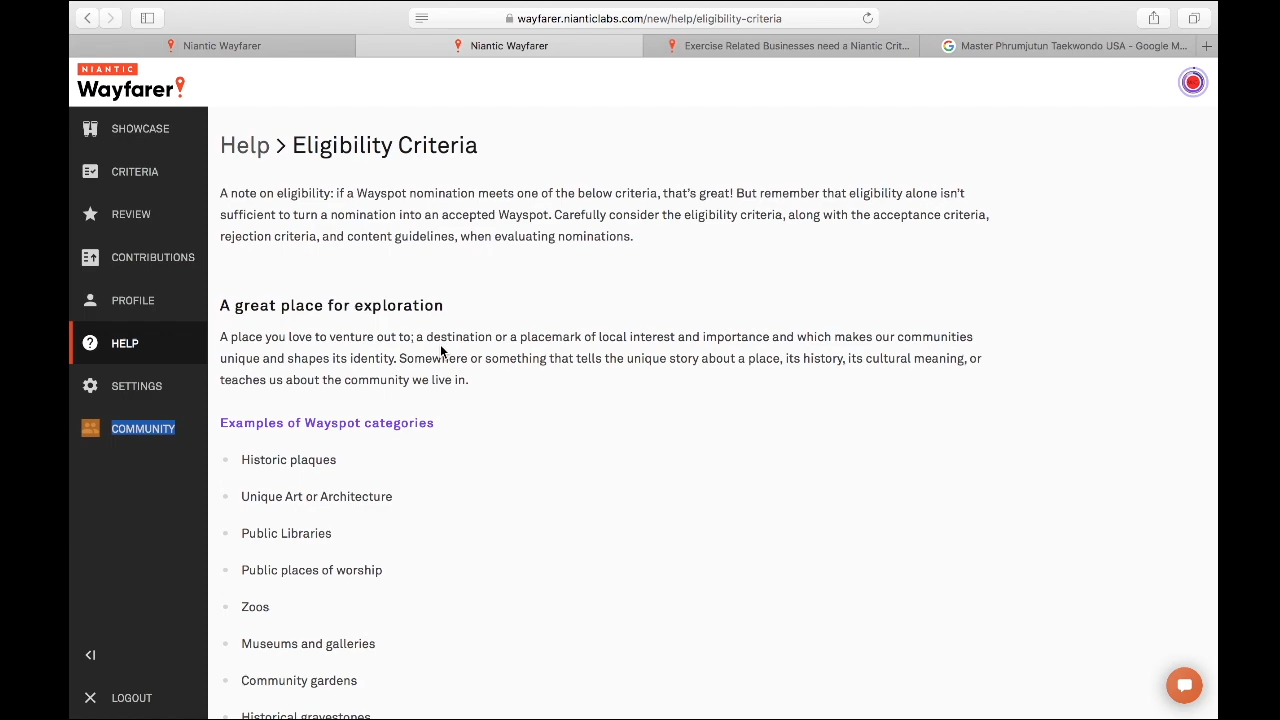 wayfarer.nianticlabs.com/new/help/eligibility-criteria
Niantic Wayfarer
Niantic Wayfarer
Exercise Related Businesses need a Niantic Crit...
Master Phrumjutun Taekwondo USA - Google M...
NIANTIC
Wayfarer
SHOWCASE
CRITERIA
REVIEW
CONTRIBUTIONS
PROFILE
HELP
SETTINGS
COMMUNITY
LOGOUT
Help > Eligibility Criteria
A note on eligibility: if a Wayspot nomination meets one of the below criteria, that's great! But remember that eligibility alone isn't
sufficient to turn a nomination into an accepted Wayspot. Carefully consider the eligibility criteria, along with the acceptance criteria,
rejection criteria, and content guidelines, when evaluating nominations.
A great place for exploration
A place you love to venture out to; a destination or a placemark of local interest and importance and which makes our communities
unique and shapes its identity. Somewhere or something that tells the unique story about a place, its history, its cultural meaning, or
teaches us about the community we live in.
Examples of Wayspot categories
Historic plaques
Unique Art or Architecture
Public Libraries
Public places of worship
Zoos
Museums and galleries
Community gardens
Historical gravestones